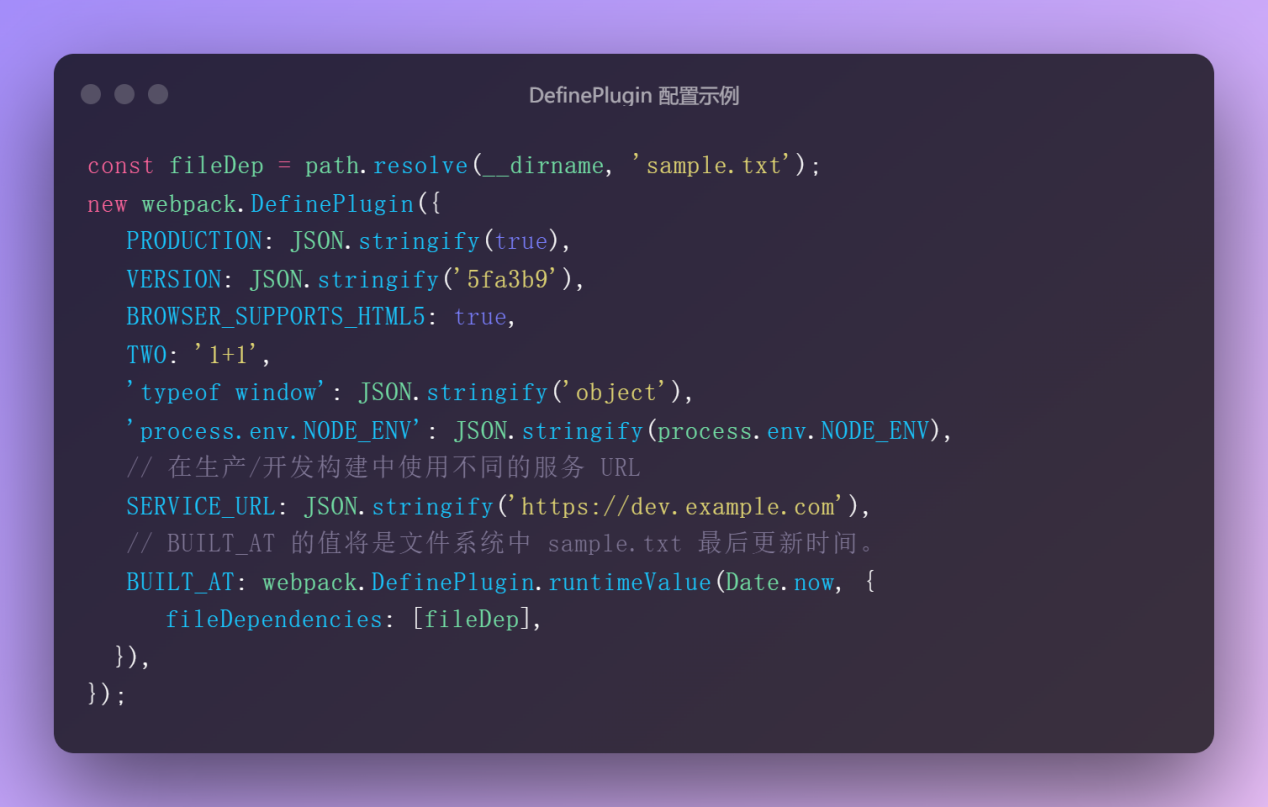 DefinePlugin 配置示例
const fileDep = path.resolve(__dirname, 'sample.txt');
new webpack.DefinePlugin({
   PRODUCTION: JSON.stringify(true),
   VERSION: JSON.stringify('5fa3b9'),
   BROWSER_SUPPORTS_HTML5: true,
   TWO: '1+1',
   'typeof window': JSON.stringify('object'),
   'process.env.NODE_ENV': JSON.stringify(process.env.NODE_ENV),
   // 在生产/开发构建中使用不同的服务 URL
   SERVICE_URL: JSON.stringify('https://dev.example.com'),
   // BUILT_AT 的值将是文件系统中 sample.txt 最后更新时间。
   BUILT_AT: webpack.DefinePlugin.runtimeValue(Date.now, {
      fileDependencies: [fileDep],
  }),
});